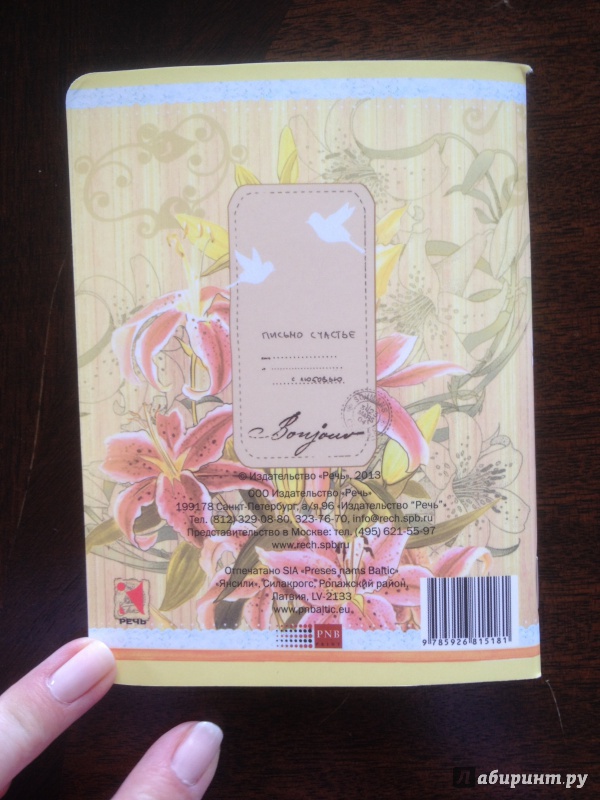 ПИСЬМО СЧАСТЬЕ
С ЛЮБОВЬЮ
Bonjour
© Издательство «Речь», 2013
ООО Издательство «Речь»
199178 Санкт-Петербург, а/я 96 «Издательство "Речь"
Тел. (812) 329-08-80, 323-76-70, info@rech.spb.ru
Представительство в Москве: тел. (495) 621-55-97
www.rech.spb.ru
Отпечатано SIA «Preses nams Baltic»
«Янсили», Силакрогс, Ропажский район,
Латвия, LV-2133
www.pnbaltic.eu
РЕЧЬ
PNB
PRINT
9 785926 815181
Лабиринт.ру